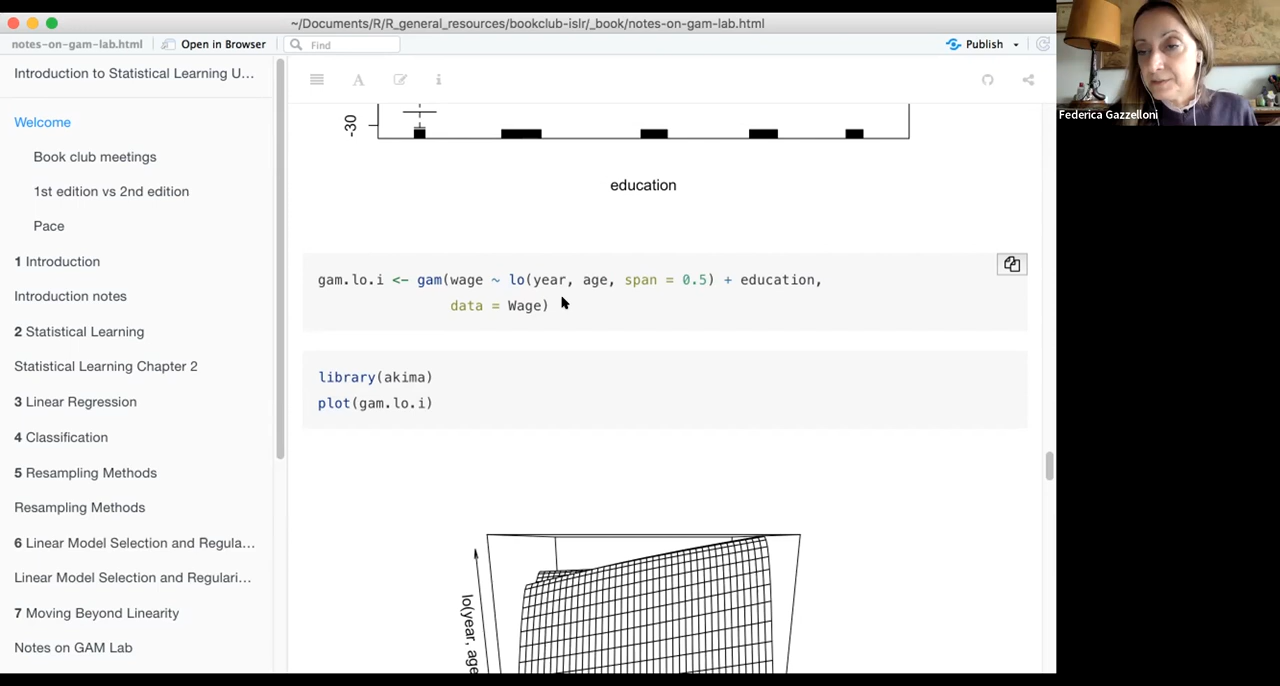 ~/Documents/R/R_general_resources/bookclub-islr/_book/notes-on-gam-lab.html
notes-on-gam-lab.html
Open in Browser
Find
Publish
Introduction to Statistical Learning U...
Welcome
Book club meetings
1st edition vs 2nd edition
Pace
1 Introduction
Introduction notes
2 Statistical Learning
Statistical Learning Chapter 2
3 Linear Regression
4 Classification
5 Resampling Methods
Resampling Methods
6 Linear Model Selection and Regula...
Linear Model Selection and Regulari...
7 Moving Beyond Linearity
Notes on GAM Lab
-30
education
gam.lo.i <- gam(wage ~ lo(year, age, span = 0.5) + education,
data = Wage)
library(akima)
plot(gam.lo.i)
lo(year, age
Federica Gazzelloni